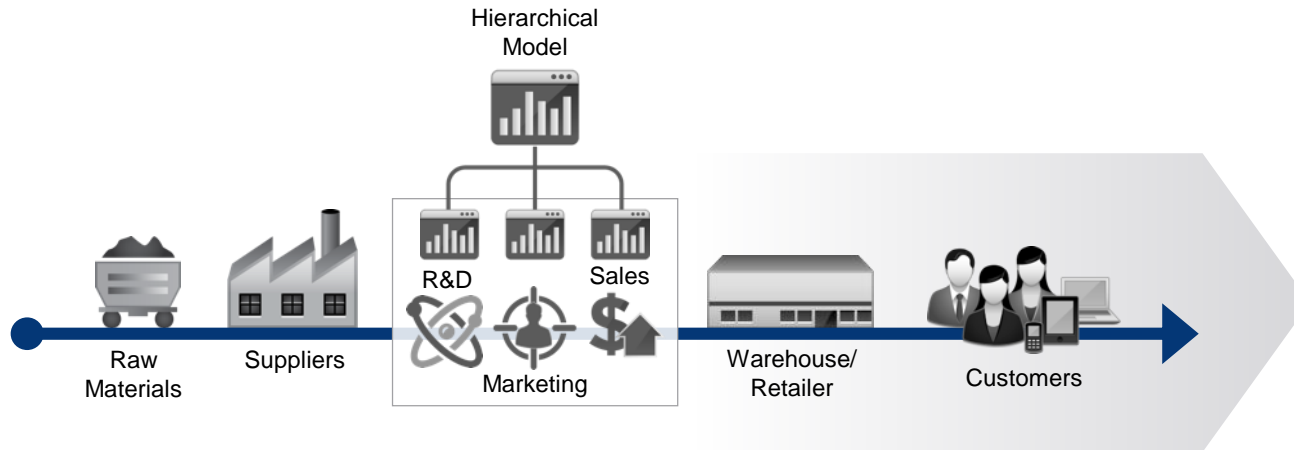 Hierarchical
Model
R&D
Sales
Raw
Materials
Suppliers
Marketing
Warehouse/
Retailer
Customers